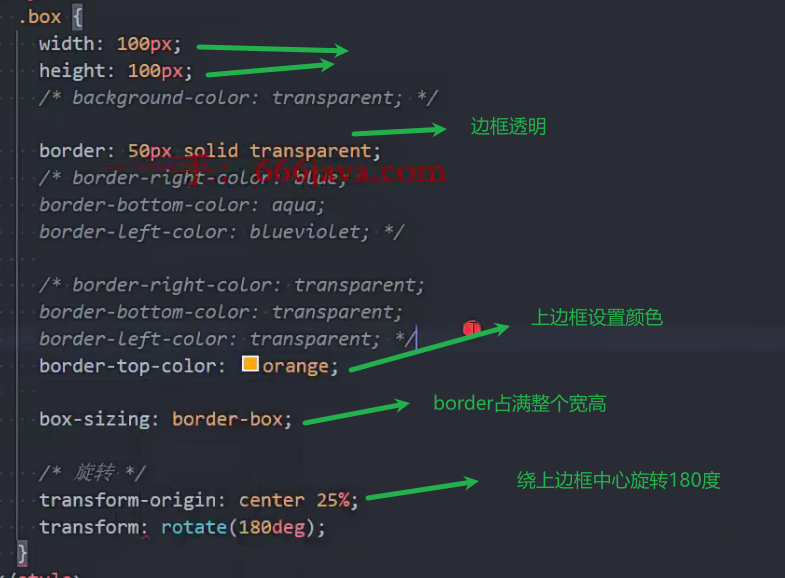 .box {
width: 100px;
height: 100px;
/* background-color: transparent; */
边框透明
border: 50px solid transparent;
/* border-right-color: blue;
666java.com
border-bottom-color: aqua;
border-left-color: blueviolet; */
/* border-right-color: transparent;
border-bottom-color: transparent;
border-left-color: transparent; */
上边框设置颜色
border-top-color: orange;
box-sizing: border-box;
border占满整个宽高
/* 旋转 */
transform-origin: center 25%;
绕上边框中心旋转180度
transform: rotate(180deg);
}